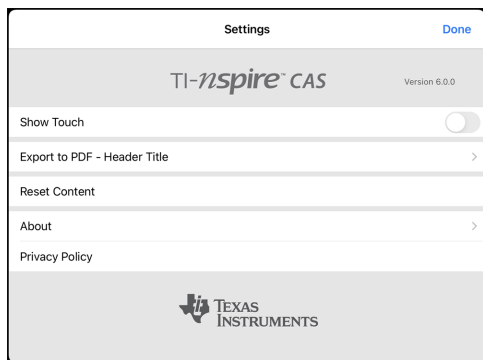 Settings
Done
TI-nspire™ CAS
Version 6.0.0
Show Touch
Export to PDF - Header Title
Reset Content
About
Privacy Policy
TEXAS
INSTRUMENTS